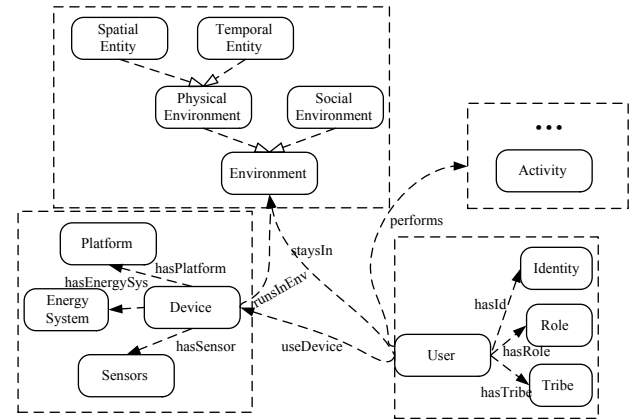 Spatial
Entity
Temporal
Entity
Physical
Environment
Social
Environment
Environment
•••
Activity
performs
staysIn
runsInEnv
Platform
hasPlatform
hasEnergySys
Energy
System
Device
hasSensor
Sensors
useDevice
User
hasId
Identity
hasRole
Role
hasTribe
Tribe